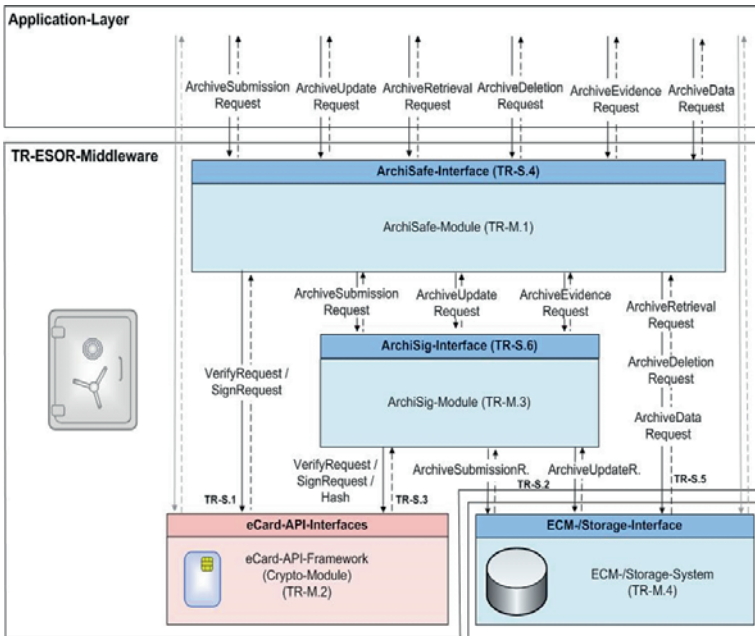 Application-Layer
ArchiveSubmission
Request
ArchiveUpdate
Request
ArchiveRetrieval
Request
ArchiveDeletion
Request
ArchiveEvidence
Request
ArchiveData
Request
TR-ESOR-Middleware
ArchiSafe-Interface (TR-S.4)
ArchiSafe-Module (TR-M.1)
ArchiveSubmission
Request
ArchiveUpdate
Request
ArchiveEvidence
Request
ArchiveRetrieval
Request
ArchiveDeletion
Request
ArchiveData
Request
VerifyRequest /
SignRequest
ArchiSig-Interface (TR-S.6)
ArchiSig-Module (TR-M.3)
VerifyRequest /
SignRequest /
Hash
ArchiveSubmissionR.
ArchiveUpdateR.
TR-S.1
TR-S.3
TR-S.2
TR-S.5
eCard-API-Interfaces
eCard-API-Framework
(Crypto-Module)
(TR-M.2)
ECM-/Storage-Interface
ECM-/Storage-System
(TR-M.4)